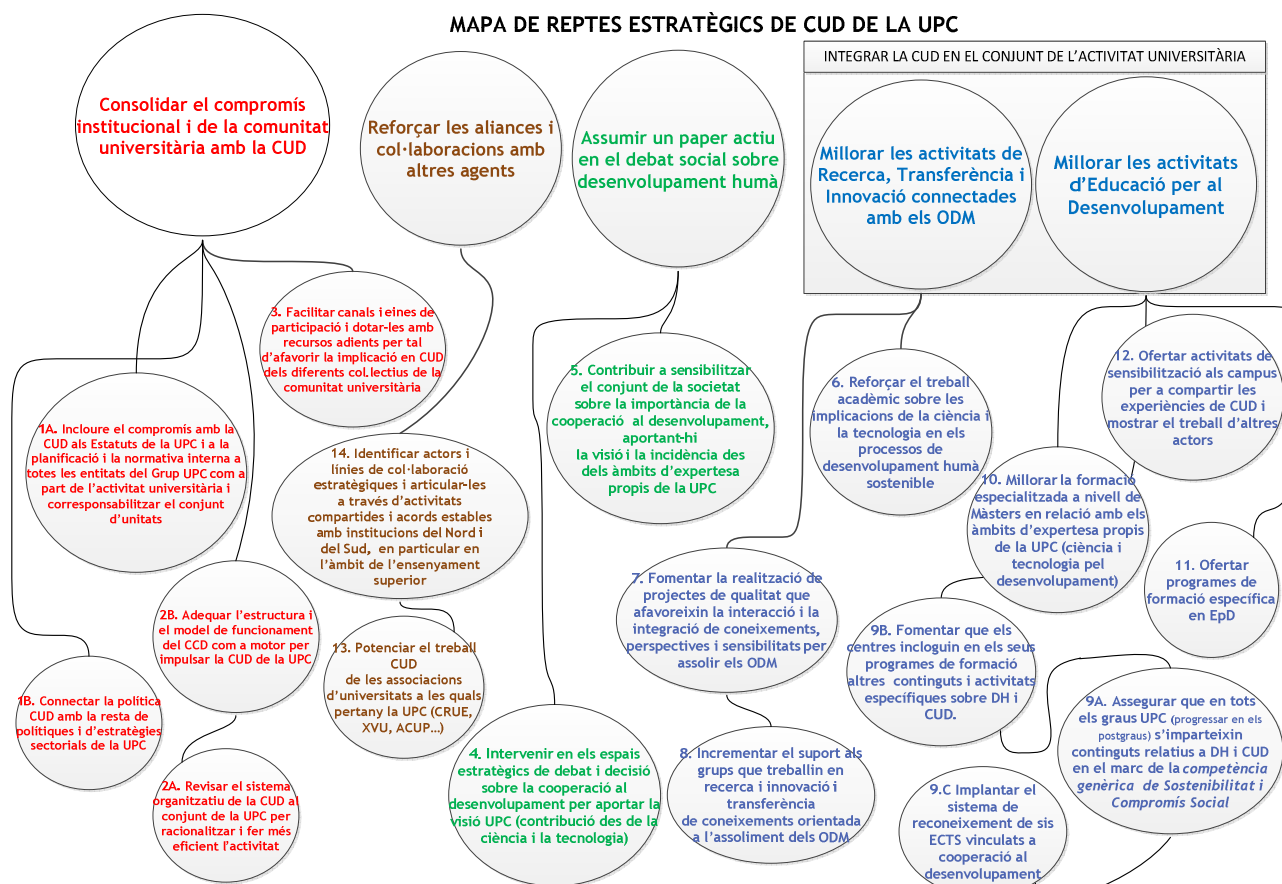 MAPA DE REPTES ESTRATÈGICS DE CUD DE LA UPC
INTEGRAR LA CUD EN EL CONJUNT DE L'ACTIVITAT UNIVERSITÀRIA
Consolidar el compromís
institucional i de la comunitat
universitària amb la CUD
Reforçar les aliances i
col·laboracions amb
altres agents
Assumir un paper actiu
en el debat social sobre
desenvolupament humà
Millorar les activitats de
Recerca, Transferència i
Innovació connectades
amb els ODM
Millorar les activitats
d'Educació per al
Desenvolupament
3. Facilitar canals i eines de
participació i dotar-les amb
recursos adients per tal
d'afavorir la implicació en CUD
dels diferents col.lectius de la
comunitat universitària
1A. Incloure el compromís amb la
CUD als Estatuts de la UPC i a la
planificació i la normativa interna a
totes les entitats del Grup UPC com a
part de l'activitat universitària i
corresponsabilitzar el conjunt
d'unitats
2B. Adequar l'estructura i
el model de funcionament
del CCD com a motor per
impulsar la CUD de la UPC
1B. Connectar la política
CUD amb la resta de
polítiques i d'estratègies
sectorials de la UPC
2A. Revisar el sistema
organitzatiu de la CUD al
conjunt de la UPC per
racionalitzar i fer més
eficient l'activitat
14. Identificar actors i
línies de col·laboració
estratègiques i articular-les
a través d'activitats
compartides i acords estables
amb institucions del Nord i
del Sud, en particular en
l'àmbit de l'ensenyament
superior
13. Potenciar el treball
CUD
de les associacions
d'universitats a les quals
pertany la UPC (CRUE,
XVU, ACUP…)
5. Contribuir a sensibilitzar
el conjunt de la societat
sobre la importància de la
cooperació al desenvolupament,
aportant-hi
la visió i la incidència des
dels àmbits d'expertesa
propis de la UPC
4. Intervenir en els espais
estratègics de debat i decisió
sobre la cooperació al
desenvolupament per aportar la
visió UPC (contribució des de la
ciència i la tecnologia)
6. Reforçar el treball
acadèmic sobre les
implicacions de la ciència i
la tecnologia en els
processos de
desenvolupament humà
sostenible
7. Fomentar la realització de
projectes de qualitat que
afavoreixin la interacció i la
integració de coneixements,
perspectives i sensibilitats per
assolir els ODM
8. Incrementar el suport als
grups que treballin en
recerca i innovació i
transferència
de coneixements orientada
a l'assoliment dels ODM
12. Ofertar activitats de
sensibilització als campus
per a compartir les
experiències de CUD i
mostrar el treball d'altres
actors
10. Millorar la formació
especialitzada a nivell de
Màsters en relació amb els
àmbits d'expertesa propis
de la UPC (ciència i
tecnologia pel
desenvolupament)
11. Ofertar
programes de
formació específica
en EpD
9B. Fomentar que els
centres incloguin en els seus
programes de formació
altres continguts i activitats
específiques sobre DH i
CUD.
9A. Assegurar que en tots
els graus UPC (progressar en els
postgraus) s'imparteixin
continguts relatius a DH i CUD
en el marc de la competència
genèrica de Sostenibilitat i
Compromís Social
9.C Implantar el
sistema de
reconeixement de sis
ECTS vinculats a
cooperació al
desenvolupament